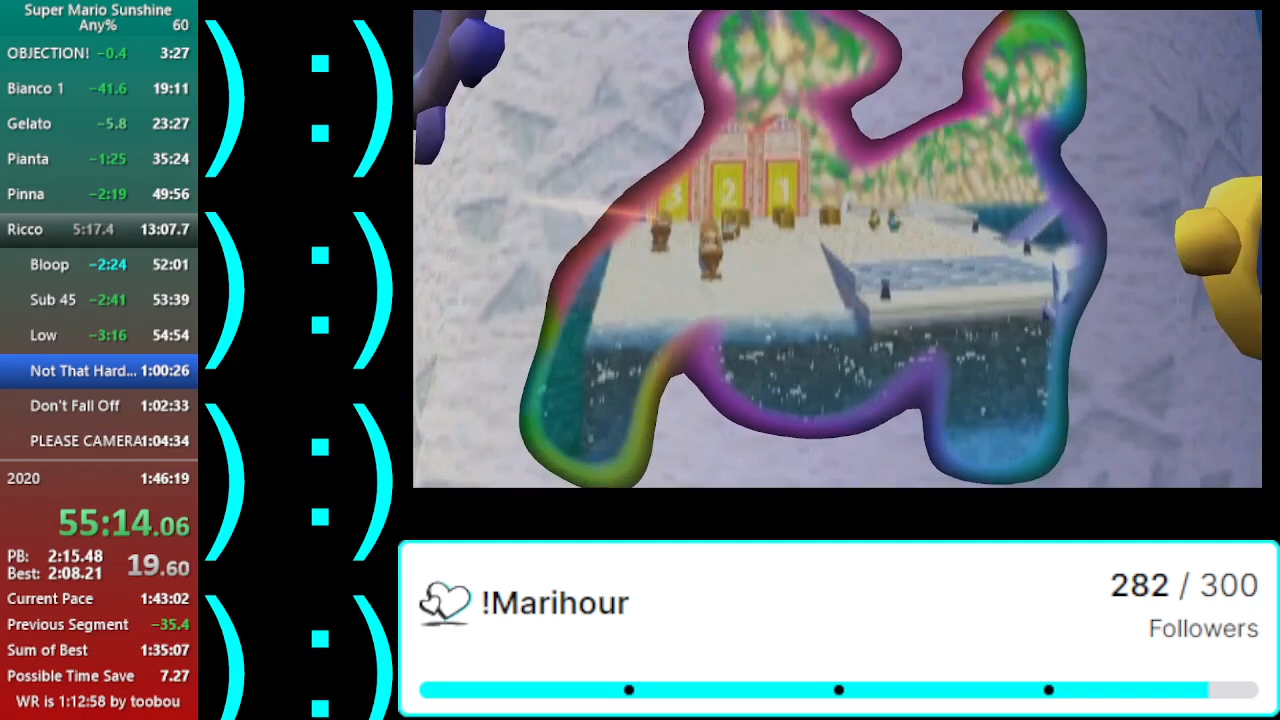 Super Mario Sunshine
Any% 60
OBJECTION! -0.4 3:27
Bianco 1 -41.6 19:11
Gelato -5.8 23:27
Pianta -1:25 35:24
Pinna -2:19 49:56
Ricco 5:17.4 13:07.7
Bloop -2:24 52:01
Sub 45 -2:41 53:39
Low -3:16 54:54
Not That Hard... 1:00:26
Don't Fall Off 1:02:33
PLEASE CAMERA 1:04:34
2020 1:46:19
55:14.06
PB: 2:15.48
Best: 2:08.21
19.60
Current Pace 1:43:02
Previous Segment -35.4
Sum of Best 1:35:07
Possible Time Save 7.27
WR is 1:12:58 by toobou
) :)
) :)
) :)
) :)
3 2 1
!Marihour
282 / 300
Followers